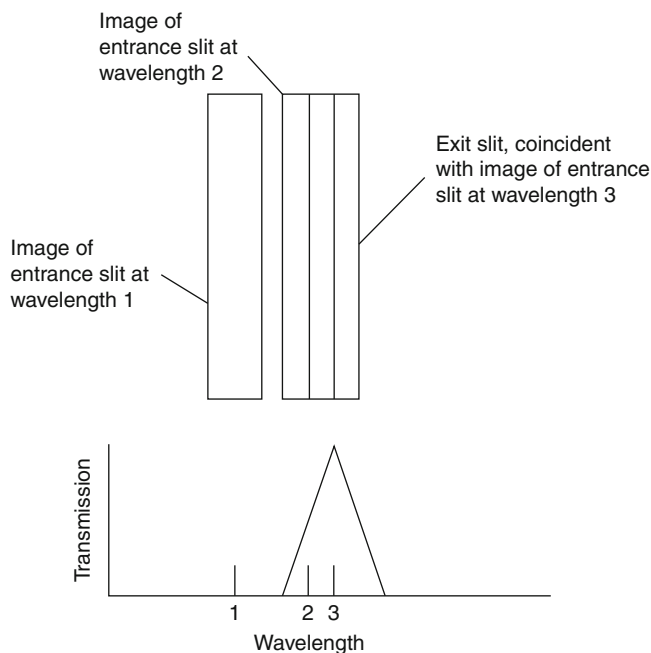 Image of
entrance slit at
wavelength 2
Exit slit, coincident
with image of entrance
slit at wavelength 3
Image of
entrance slit at
wavelength 1
Transmission
1 2 3
Wavelength